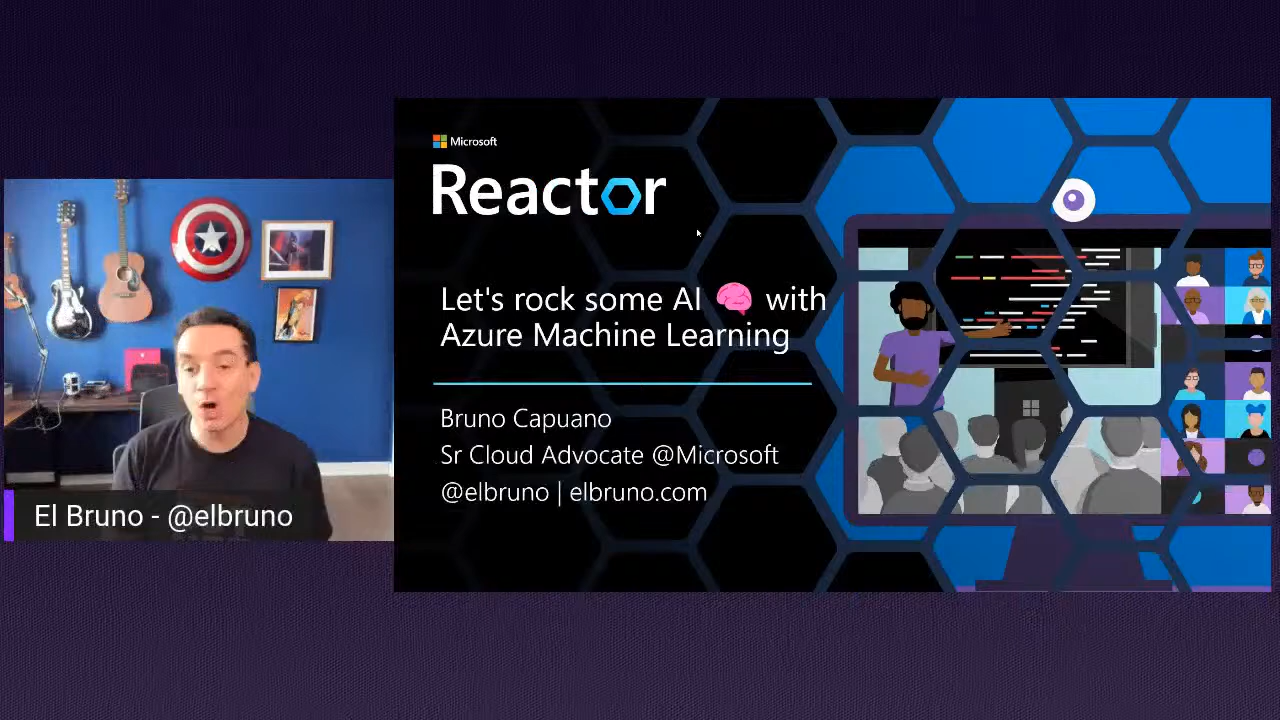 Microsoft
Reactor
Let's rock some AI 🧠 with
Azure Machine Learning
Bruno Capuano
Sr Cloud Advocate @Microsoft
@elbruno | elbruno.com
El Bruno - @elbruno